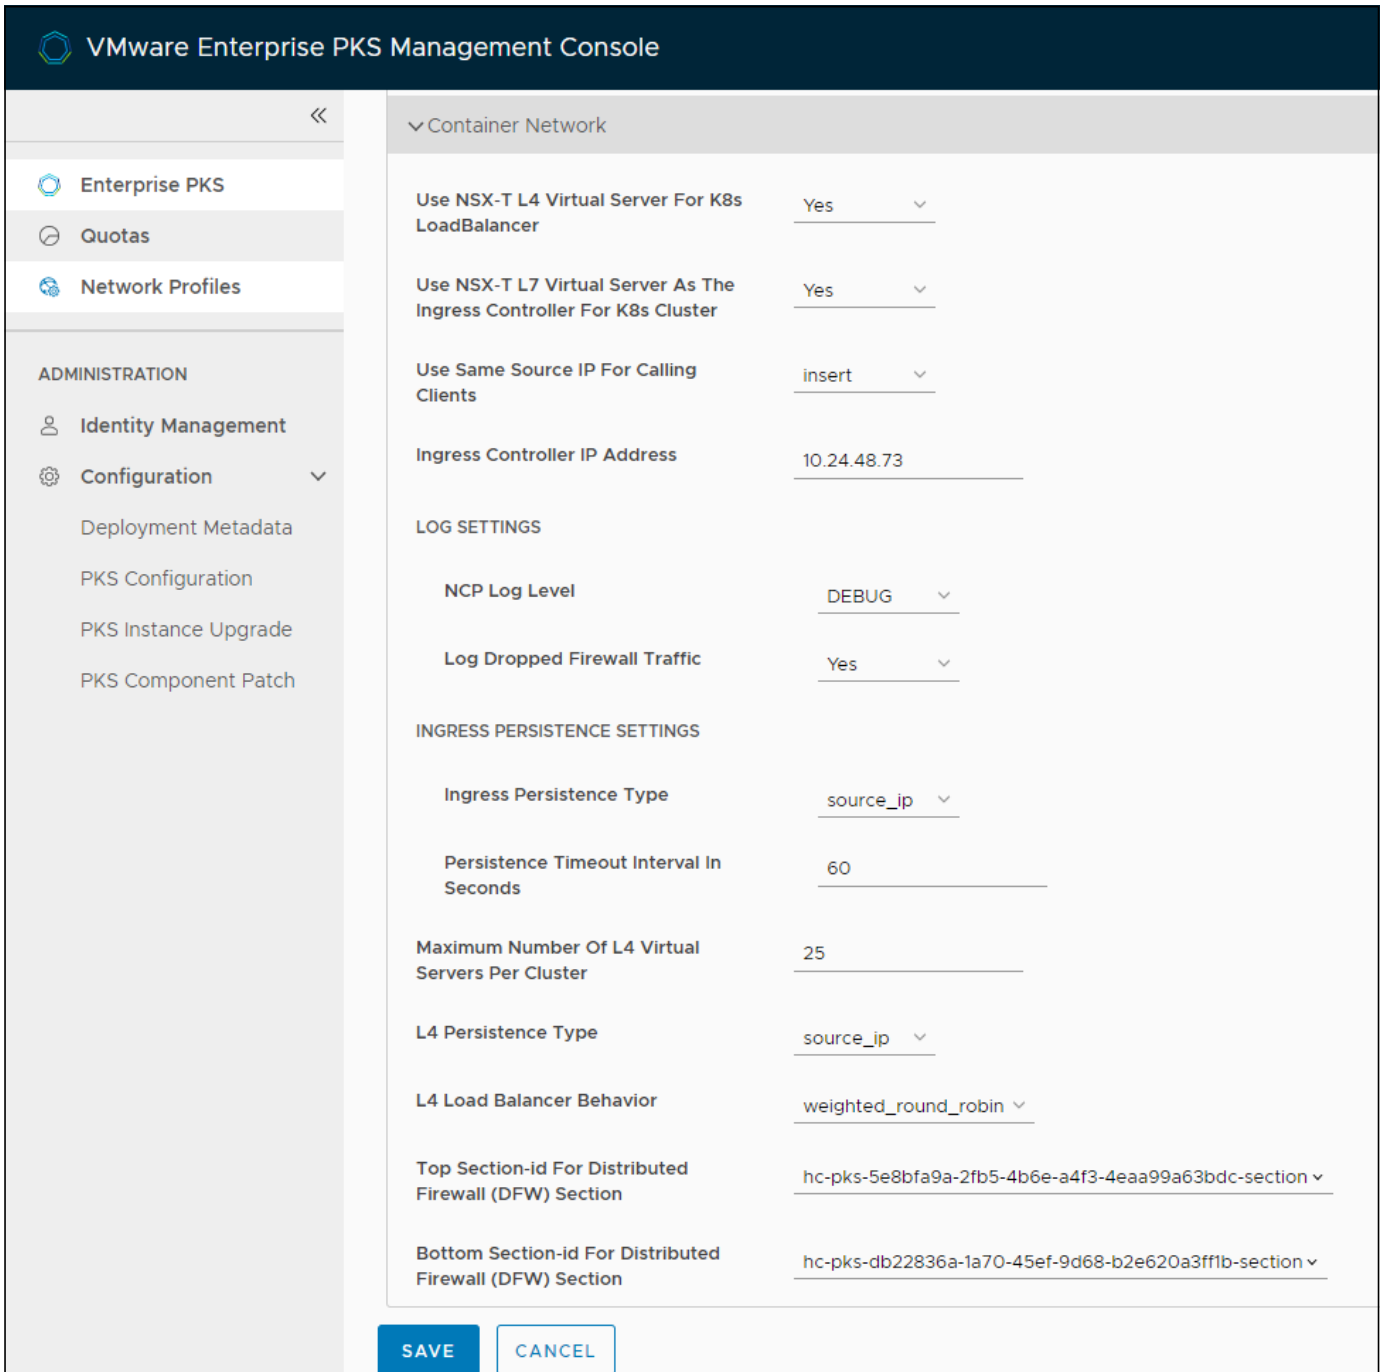 VMware Enterprise PKS Management Console
Enterprise PKS
Quotas
Network Profiles
ADMINISTRATION
Identity Management
Configuration
Deployment Metadata
PKS Configuration
PKS Instance Upgrade
PKS Component Patch
Container Network
Use NSX-T L4 Virtual Server For K8s
LoadBalancer
Yes
Use NSX-T L7 Virtual Server As The
Ingress Controller For K8s Cluster
Yes
Use Same Source IP For Calling
Clients
insert
Ingress Controller IP Address
10.24.48.73
LOG SETTINGS
NCP Log Level
DEBUG
Log Dropped Firewall Traffic
Yes
INGRESS PERSISTENCE SETTINGS
Ingress Persistence Type
source_ip
Persistence Timeout Interval In
Seconds
60
Maximum Number Of L4 Virtual
Servers Per Cluster
25
L4 Persistence Type
source_ip
L4 Load Balancer Behavior
weighted_round_robin
Top Section-id For Distributed
Firewall (DFW) Section
hc-pks-5e8bfa9a-2fb5-4b6e-a4f3-4eaa99a63bdc-section
Bottom Section-id For Distributed
Firewall (DFW) Section
hc-pks-db22836a-1a70-45ef-9d68-b2e620a3ff1b-section
SAVE
CANCEL